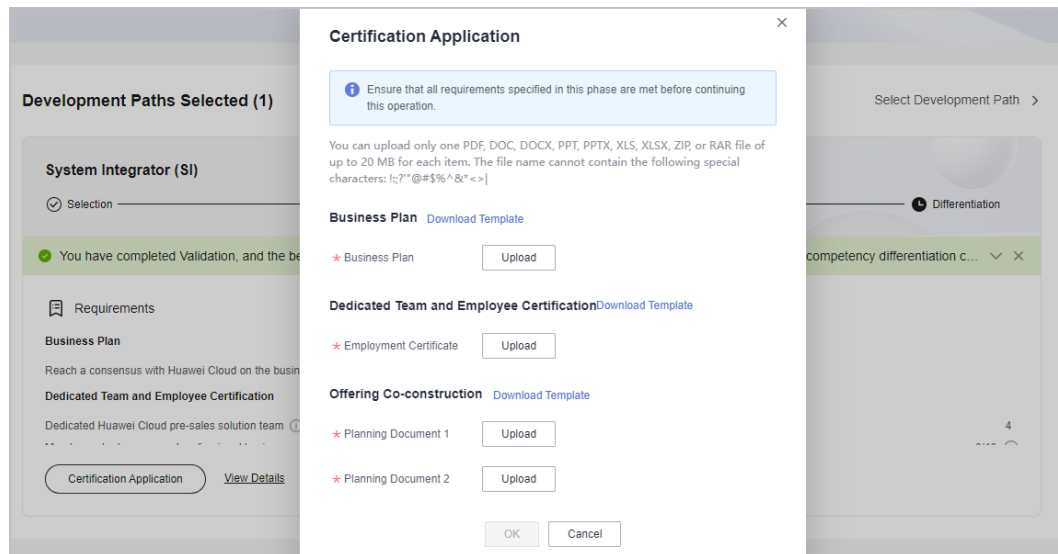 Certification Application
Ensure that all requirements specified in this phase are met before continuing
this operation.
You can upload only one PDF, DOC, DOCX, PPT, PPTX, XLS, XLSX, ZIP, or RAR file of
up to 20 MB for each item. The file name cannot contain the following special
characters: !:;?'"@#$%^&*<>|
Business Plan Download Template
* Business Plan Upload
Dedicated Team and Employee Certification Download Template
* Employment Certificate Upload
Offering Co-construction Download Template
* Planning Document 1 Upload
* Planning Document 2 Upload
OK Cancel
Development Paths Selected (1)
Select Development Path >
System Integrator (SI)
Selection
Differentiation
You have completed Validation, and the be
competency differentiation c...
Requirements
Business Plan
Reach a consensus with Huawei Cloud on the busin
Dedicated Team and Employee Certification
Dedicated Huawei Cloud pre-sales solution team
4
Certification Application View Details